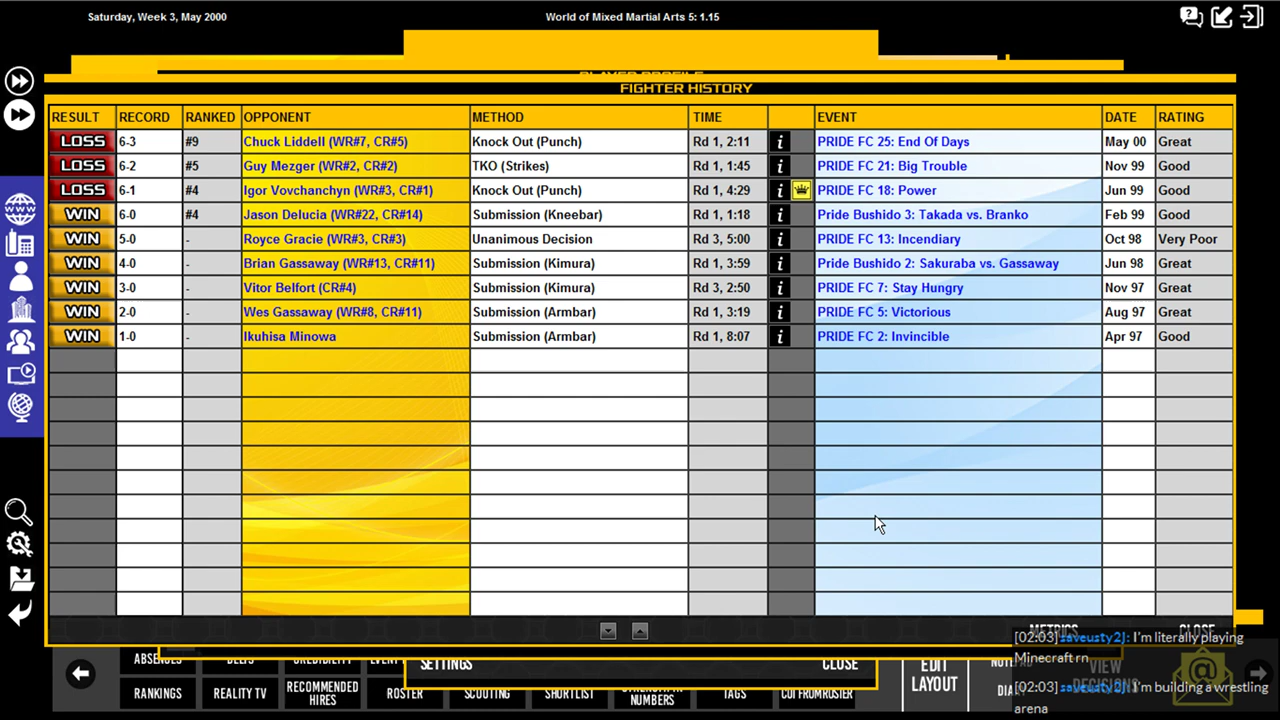 Saturday, Week 3, May 2000
World of Mixed Martial Arts 5: 1.15
FIGHTER HISTORY
RESULT RECORD RANKED OPPONENT METHOD TIME EVENT DATE RATING
LOSS 6-3 #9 Chuck Liddell (WR#7, CR#5) Knock Out (Punch) Rd 1, 2:11 i PRIDE FC 25: End Of Days May 00 Great
LOSS 6-2 #5 Guy Mezger (WR#2, CR#2) TKO (Strikes) Rd 1, 1:45 i PRIDE FC 21: Big Trouble Nov 99 Good
LOSS 6-1 #4 Igor Vovchanchyn (WR#3, CR#1) Knock Out (Punch) Rd 1, 4:29 i PRIDE FC 18: Power Jun 99 Good
WIN 6-0 #4 Jason Delucia (WR#22, CR#14) Submission (Kneebar) Rd 1, 1:18 i Pride Bushido 3: Takada vs. Branko Feb 99 Good
WIN 5-0 - Royce Gracie (WR#3, CR#3) Unanimous Decision Rd 3, 5:00 i PRIDE FC 13: Incendiary Oct 98 Very Poor
WIN 4-0 - Brian Gassaway (WR#13, CR#11) Submission (Kimura) Rd 1, 3:59 i Pride Bushido 2: Sakuraba vs. Gassaway Jun 98 Great
WIN 3-0 - Vitor Belfort (CR#4) Submission (Kimura) Rd 3, 2:50 i PRIDE FC 7: Stay Hungry Nov 97 Great
WIN 2-0 - Wes Gassaway (WR#8, CR#11) Submission (Armbar) Rd 1, 3:19 i PRIDE FC 5: Victorious Aug 97 Great
WIN 1-0 - Ikuhisa Minowa Submission (Armbar) Rd 1, 8:07 i PRIDE FC 2: Invincible Apr 97 Good
METRICS CLOSE
[02:03] saveusty2J: I'm literally playing
Minecraft rn
[02:03] saveusty2J: I'm building a wrestling
arena
SETTINGS CLOSE
ABSENCES BELTS CREDIBILITY
RANKINGS REALITY TV RECOMMENDED HIRES ROSTER SCOUTING SHORTLIST NUMBERS TAGS
EDIT LAYOUT
VIEW
WWW